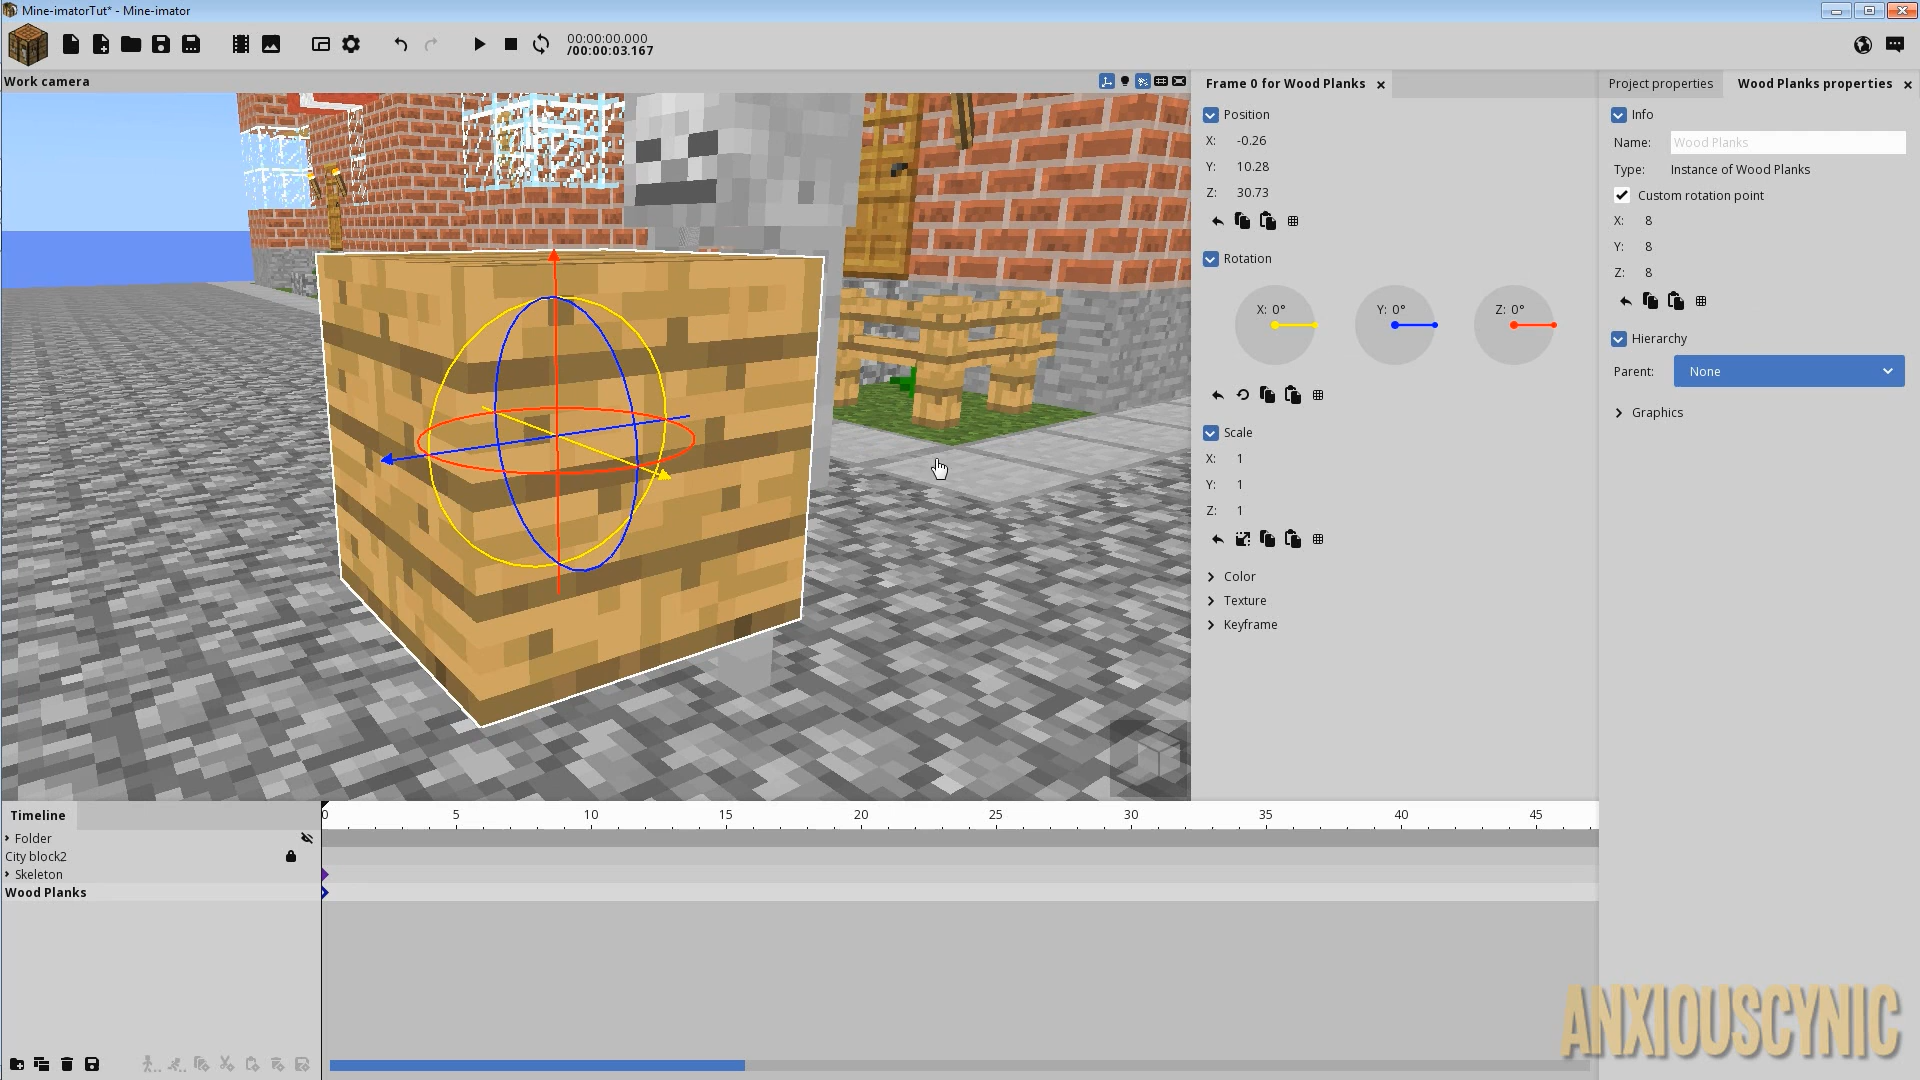 Mine-imatorTut* - Mine-imator
00:00:00.000
/00:00:03.167
Work camera
Frame 0 for Wood Planks
Position
X: -0.26
Y: 10.28
Z: 30.73
Rotation
X: 0° Y: 0° Z: 0°
Scale
X: 1
Y: 1
Z: 1
Color
Texture
Keyframe
Project properties Wood Planks properties
Info
Name: Wood Planks
Type: Instance of Wood Planks
Custom rotation point
X: 8
Y: 8
Z: 8
Hierarchy
Parent: None
Graphics
Timeline
0 5 10 15 20 25 30 35 40 45
Folder
City block2
Skeleton
Wood Planks
ANXIOUSCYNIC